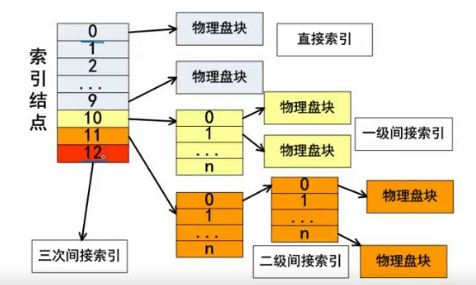 索引结点
0
1
2
...
9
10
11
12
物理盘块
直接索引
物理盘块
0
1
...
n
物理盘块
物理盘块
一级间接索引
0
1
...
n
0
1
...
n
物理盘块
物理盘块
三次间接索引
二级间接索引